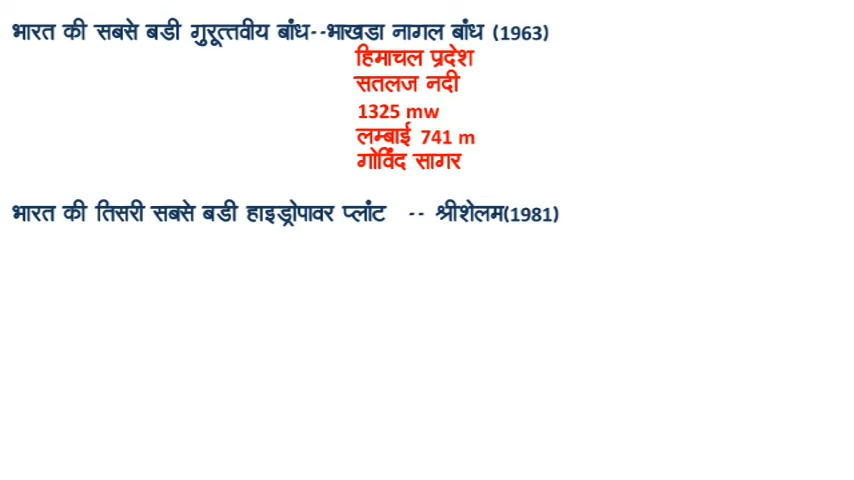 भारत की सबसे बडी गुरूत्तवीय बाँध--भाखडा नागल बाँध (1963)
हिमाचल प्रदेश
सतलज नदी
1325 mw
लम्बाई 741 m
गोविंद सागर
भारत की तिसरी सबसे बडी हाइड्रोपावर प्लाँट -- श्रीशेलम(1981)